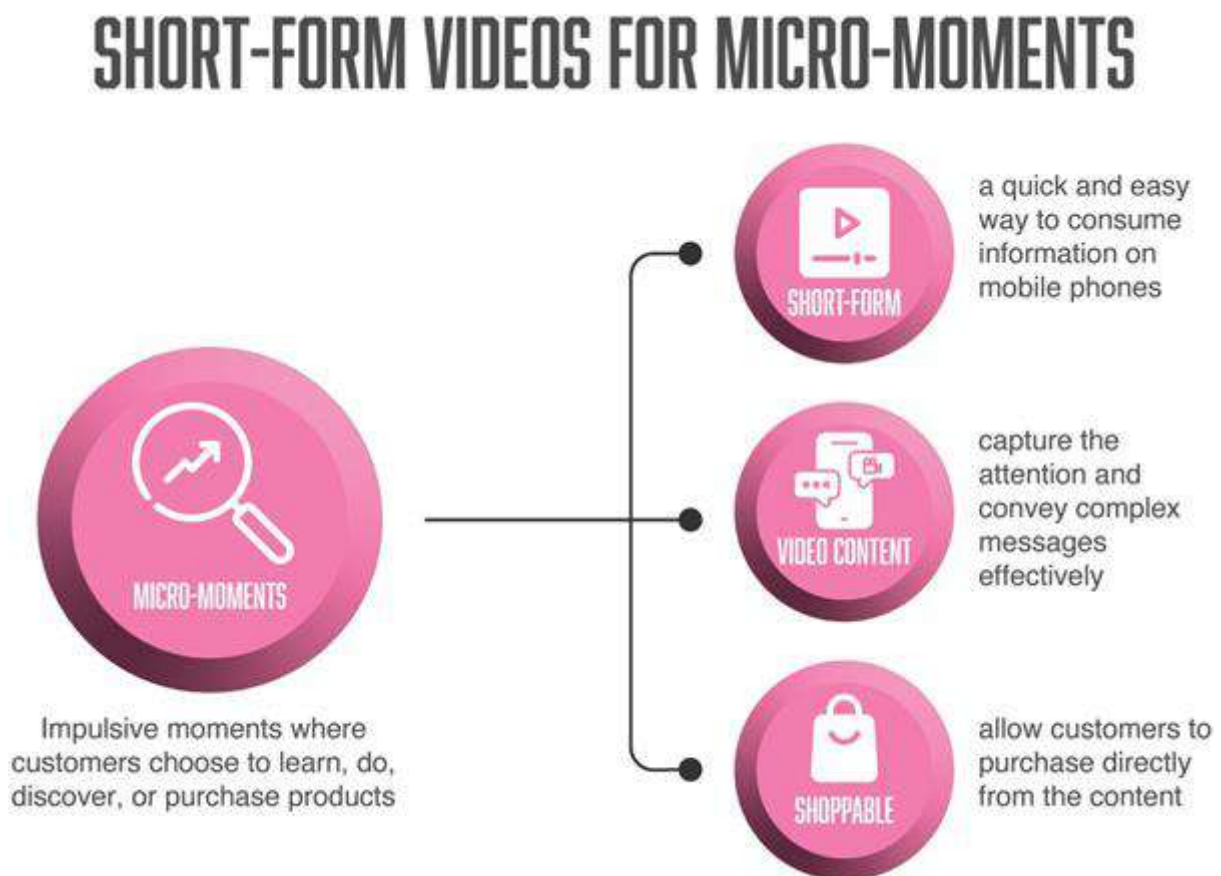 SHORT-FORM VIDEOS FOR MICRO-MOMENTS
MICRO-MOMENTS
Impulsive moments where
customers choose to learn, do,
discover, or purchase products
SHORT-FORM
a quick and easy
way to consume
information on
mobile phones
VIDEO CONTENT
capture the
attention and
convey complex
messages
effectively
SHOPPABLE
allow customers to
purchase directly
from the content